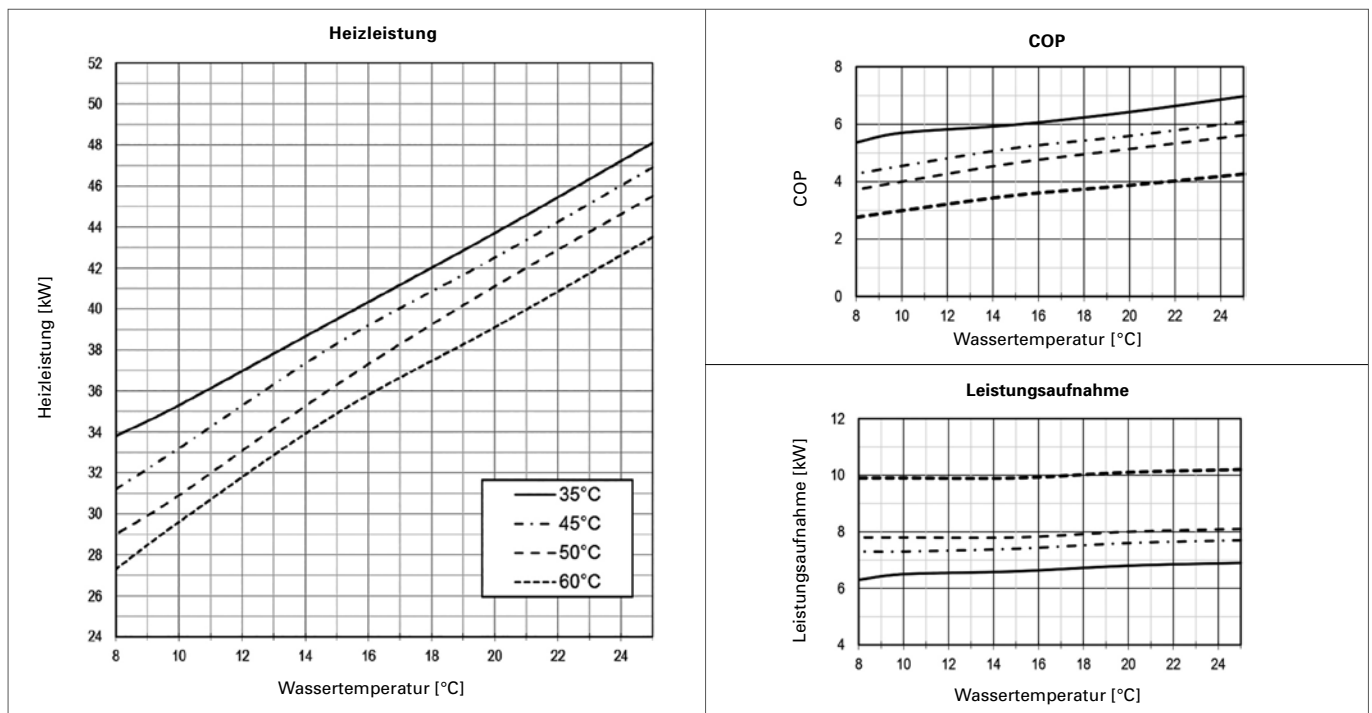 Heizleistung
52
50
48
46
44
42
40
38
36
34
32
30
28
26
24
Heizleistung [kW]
35°C
45°C
50°C
60°C
8 10 12 14 16 18 20 22 24
Wassertemperatur [°C]
COP
8
6
4
2
0
COP
8 10 12 14 16 18 20 22 24
Wassertemperatur [°C]
Leistungsaufnahme
12
10
8
6
4
Leistungsaufnahme [kW]
8 10 12 14 16 18 20 22 24
Wassertemperatur [°C]